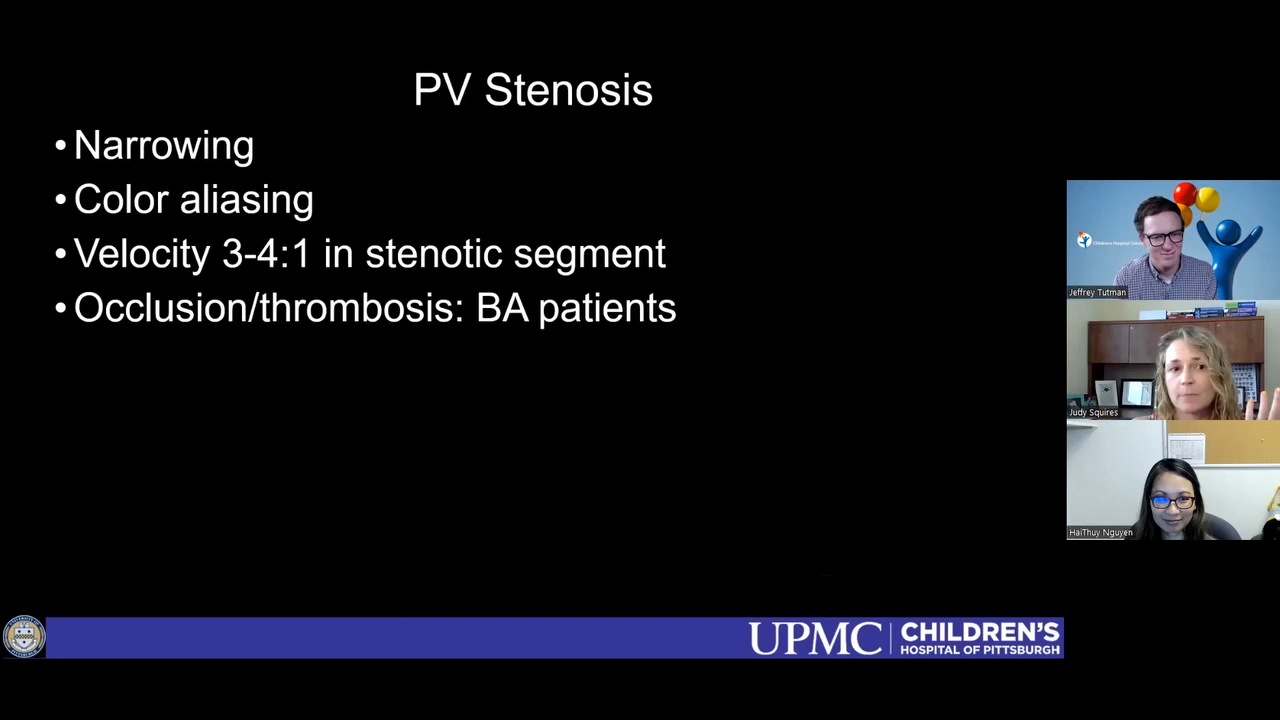 PV Stenosis
• Narrowing
• Color aliasing
• Velocity 3-4:1 in stenotic segment
• Occlusion/thrombosis: BA patients
Jeffrey Tutman
Judy Squires
HaiThuy Nguyen
UPMC
CHILDREN'S
HOSPITAL OF PITTSBURGH